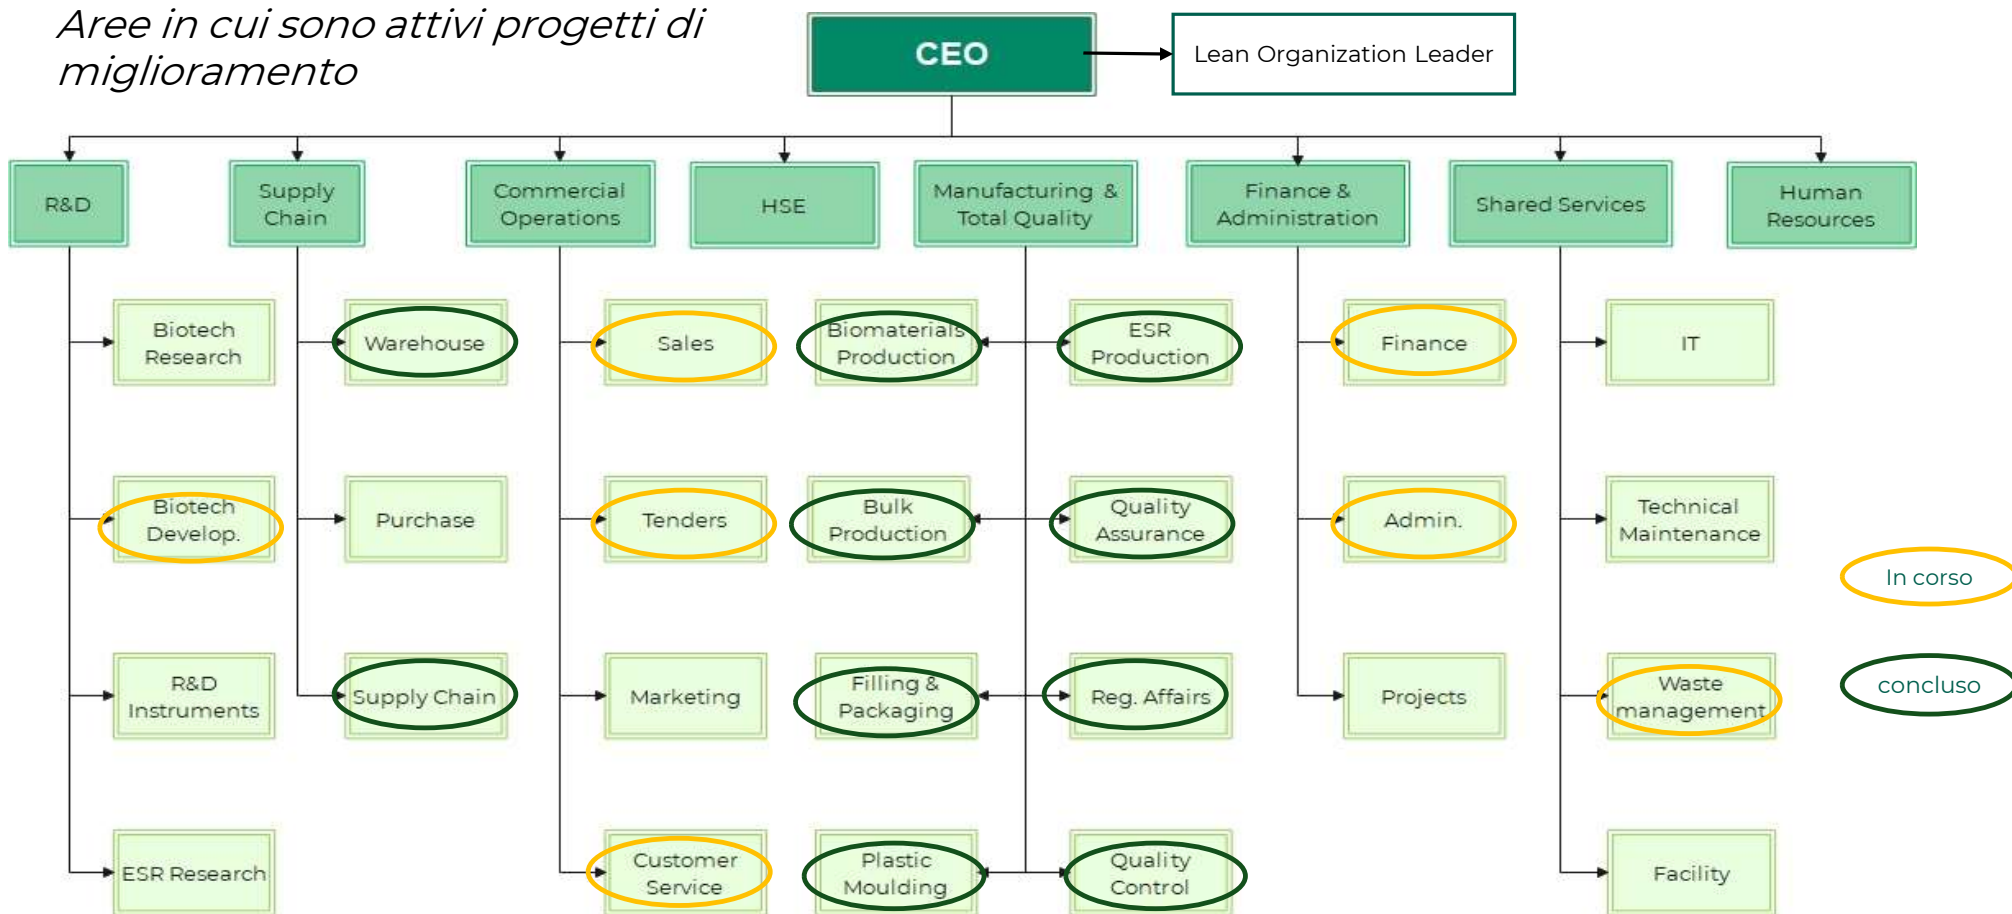 Aree in cui sono attivi progetti di
miglioramento
CEO
Lean Organization Leader
R&D
Supply
Chain
Commercial
Operations
HSE
Manufacturing &
Total Quality
Finance &
Administration
Shared Services
Human
Resources
Biotech
Research
Warehouse
Sales
Biomaterials
Production
ESR
Production
Finance
IT
Biotech
Develop.
Purchase
Tenders
Bulk
Production
Quality
Assurance
Admin.
Technical
Maintenance
In corso
R&D
Instruments
Supply Chain
Marketing
Filling &
Packaging
Reg. Affairs
Projects
Waste
management
concluso
ESR Research
Customer
Service
Plastic
Moulding
Quality
Control
Facility